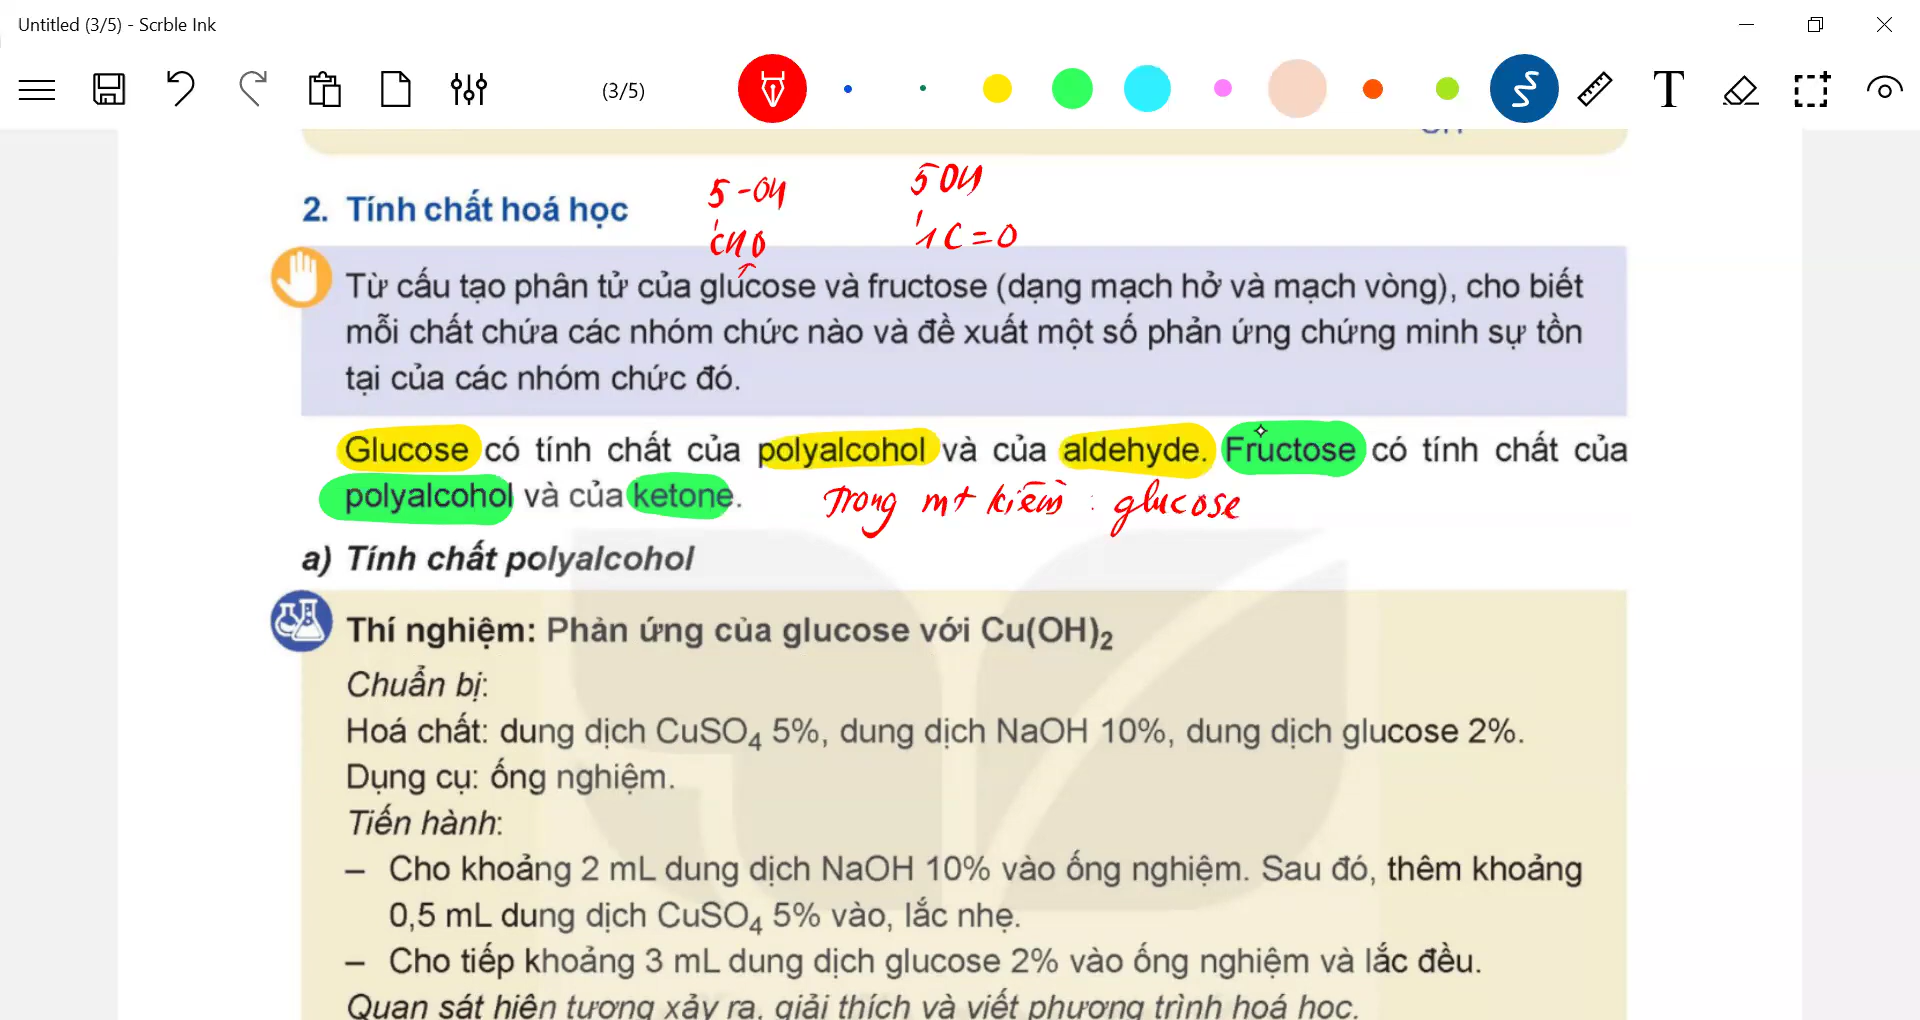 Untitled (3/5) - Scrble Ink
(3/5)
T
2. Tính chất hoá học
5 -OH
1 CHO
5 OH
1 C=O
Từ cấu tạo phân tử của glucose và fructose (dạng mạch hở và mạch vòng), cho biết
mỗi chất chứa các nhóm chức nào và đề xuất một số phản ứng chứng minh sự tồn
tại của các nhóm chức đó.
Glucose có tính chất của polyalcohol và của aldehyde. Fructose có tính chất của
polyalcohol và của ketone.
Trong mt kiềm : glucose
a) Tính chất polyalcohol
Thí nghiệm: Phản ứng của glucose với Cu(OH)₂
Chuẩn bị:
Hoá chất: dung dịch CuSO₄ 5%, dung dịch NaOH 10%, dung dịch glucose 2%.
Dụng cụ: ống nghiệm.
Tiến hành:
– Cho khoảng 2 mL dung dịch NaOH 10% vào ống nghiệm. Sau đó, thêm khoảng
0,5 mL dung dịch CuSO₄ 5% vào, lắc nhẹ.
– Cho tiếp khoảng 3 mL dung dịch glucose 2% vào ống nghiệm và lắc đều.
Quan sát hiện tượng xảy ra, giải thích và viết phương trình hoá học.